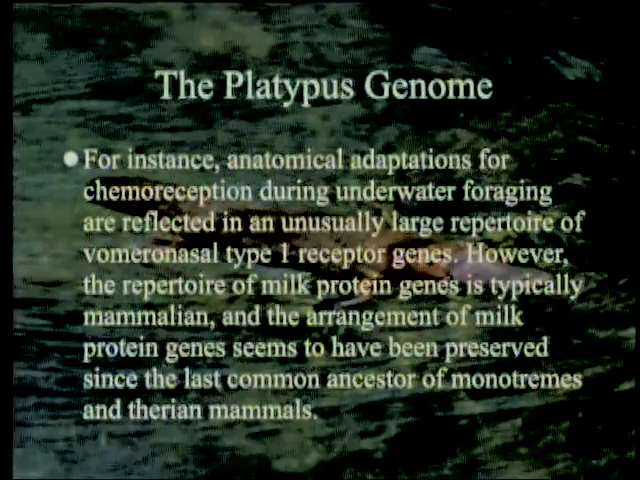 The Platypus Genome
For instance, anatomical adaptations for
chemoreception during underwater foraging
are reflected in an unusually large repertoire of
vomeronasal type 1 receptor genes. However,
the repertoire of milk protein genes is typically
mammalian, and the arrangement of milk
protein genes seems to have been preserved
since the last common ancestor of monotremes
and therian mammals.